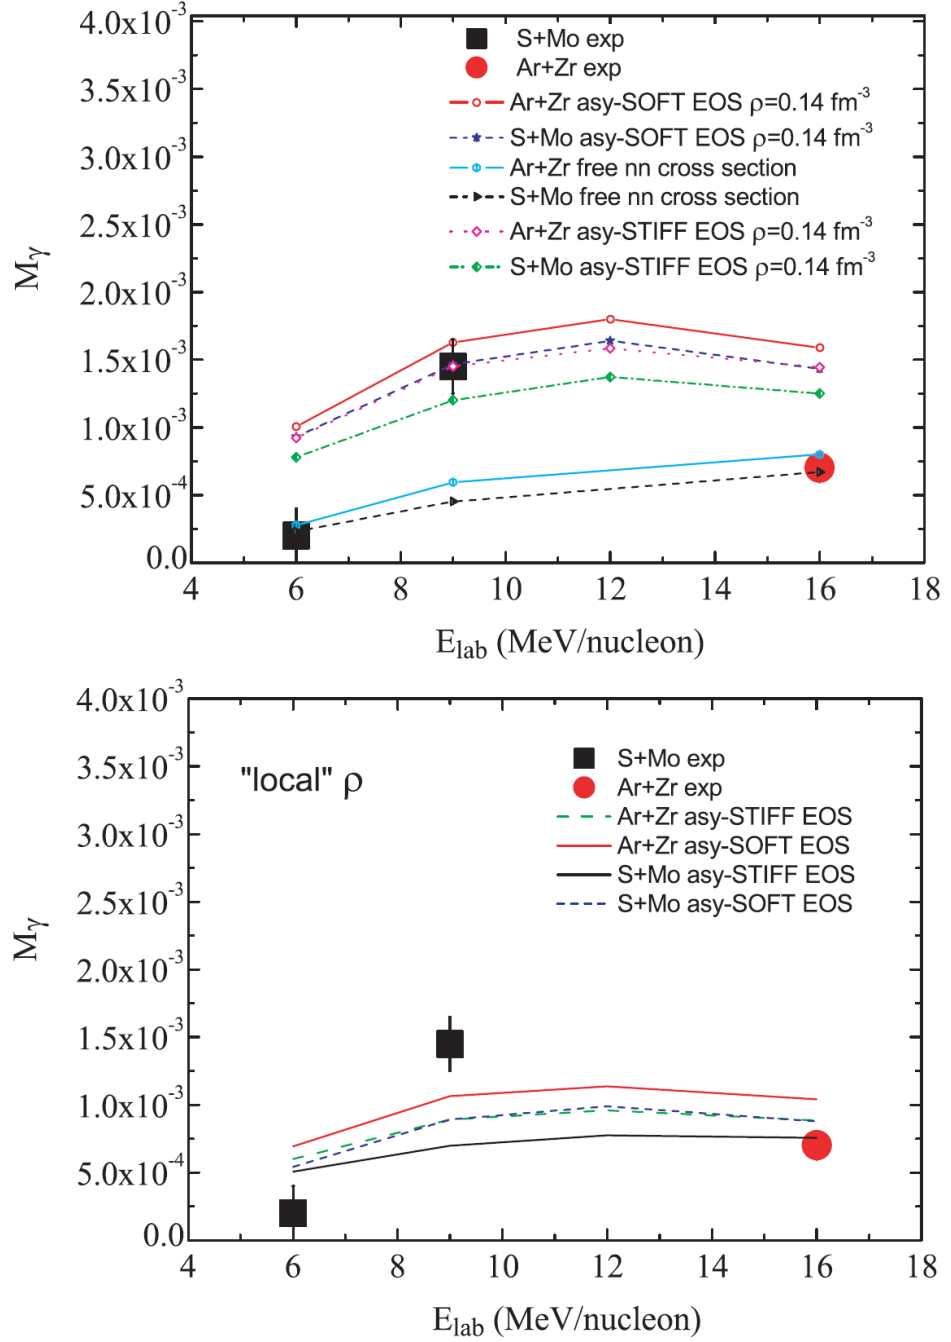 4.0x10⁻³
3.5x10⁻³
3.0x10⁻³
2.5x10⁻³
2.0x10⁻³
1.5x10⁻³
1.0x10⁻³
5.0x10⁻⁴
0.0
Mγ
S+Mo exp
Ar+Zr exp
Ar+Zr asy-SOFT EOS ρ=0.14 fm⁻³
S+Mo asy-SOFT EOS ρ=0.14 fm⁻³
Ar+Zr free nn cross section
S+Mo free nn cross section
Ar+Zr asy-STIFF EOS ρ=0.14 fm⁻³
S+Mo asy-STIFF EOS ρ=0.14 fm⁻³
4 6 8 10 12 14 16 18
E_lab (MeV/nucleon)
4.0x10⁻³
3.5x10⁻³
3.0x10⁻³
2.5x10⁻³
2.0x10⁻³
1.5x10⁻³
1.0x10⁻³
5.0x10⁻⁴
0.0
Mγ
"local" ρ
S+Mo exp
Ar+Zr exp
Ar+Zr asy-STIFF EOS
Ar+Zr asy-SOFT EOS
S+Mo asy-STIFF EOS
S+Mo asy-SOFT EOS
4 6 8 10 12 14 16 18
E_lab (MeV/nucleon)